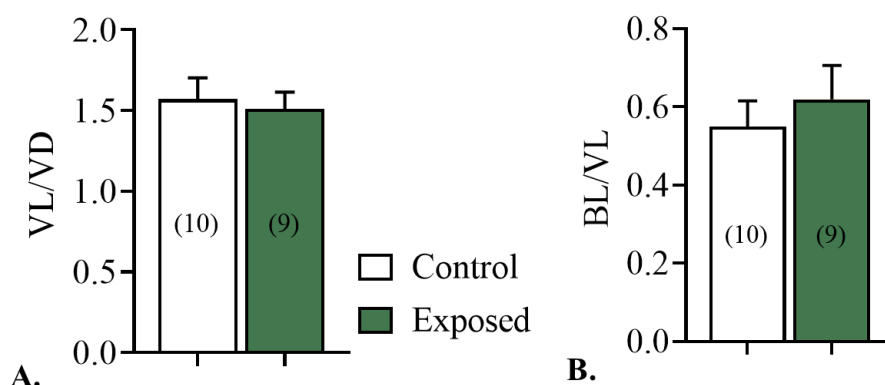 2.0
1.5
1.0
0.5
0.0
VL/VD
(10)
(9)
Control
Exposed
A.
0.8
0.6
0.4
0.2
0.0
BL/VL
(10)
(9)
B.